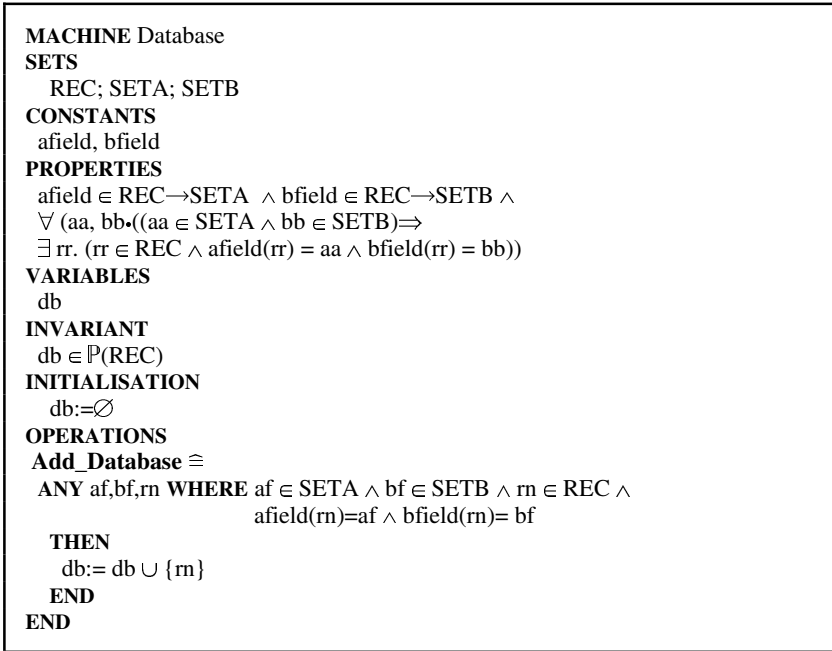 MACHINE Database
SETS
REC; SETA; SETB
CONSTANTS
afield, bfield
PROPERTIES
afield ∈ REC→SETA ∧ bfield ∈ REC→SETB ∧
∀ (aa, bb•((aa ∈ SETA ∧ bb ∈ SETB)⇒
∃ rr. (rr ∈ REC ∧ afield(rr) = aa ∧ bfield(rr) = bb))
VARIABLES
db
INVARIANT
db ∈ ℙ(REC)
INITIALISATION
db:=∅
OPERATIONS
Add_Database ≙
ANY af,bf,rn WHERE af ∈ SETA ∧ bf ∈ SETB ∧ rn ∈ REC ∧
afield(rn)=af ∧ bfield(rn)= bf
THEN
db:= db ∪ {rn}
END
END